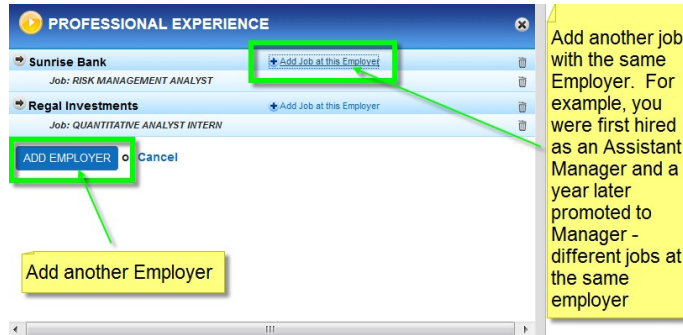 PROFESSIONAL EXPERIENCE
Sunrise Bank + Add Job at this Employer
Job: RISK MANAGEMENT ANALYST
Regal Investments + Add Job at this Employer
Job: QUANTITATIVE ANALYST INTERN
ADD EMPLOYER o Cancel
Add another Employer
Add another job
with the same
Employer. For
example, you
were first hired
as an Assistant
Manager and a
year later
promoted to
Manager -
different jobs at
the same
employer